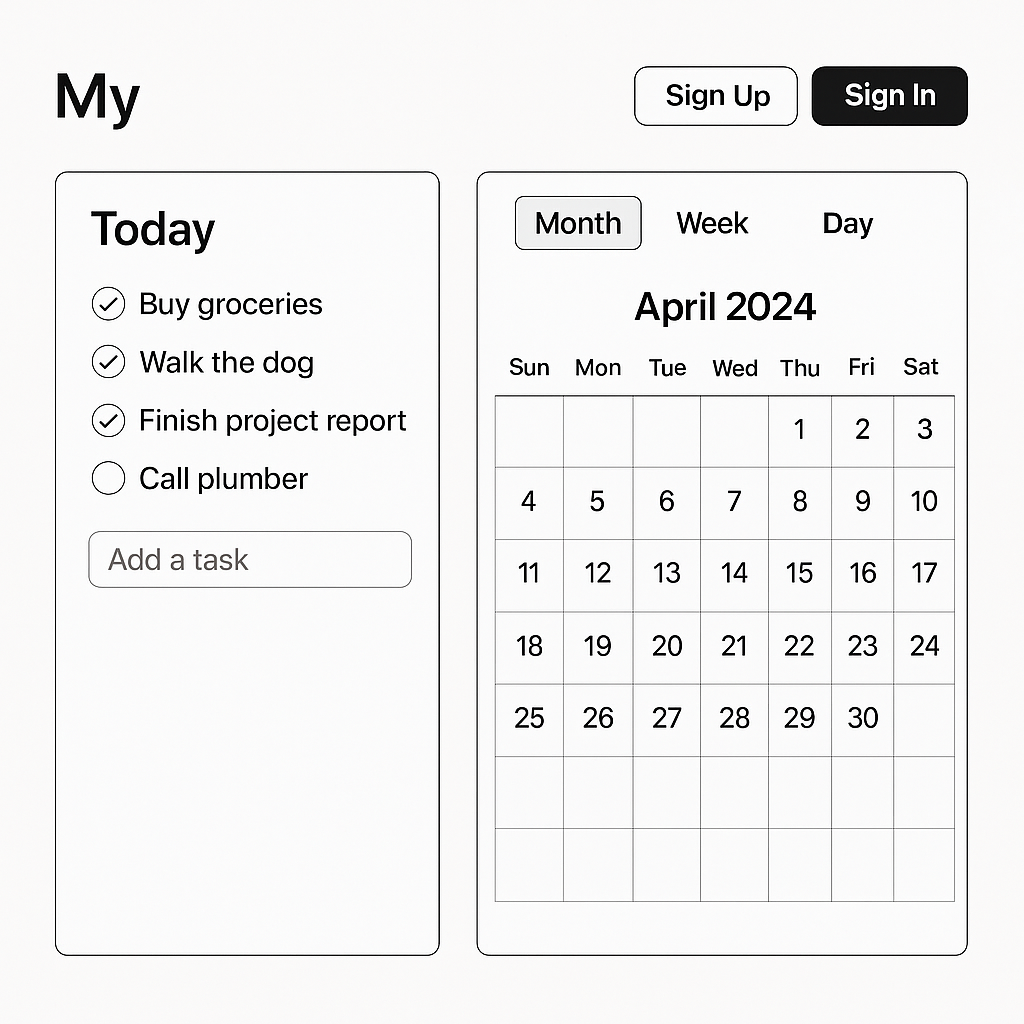 My
Sign Up
Sign In
Today
Buy groceries
Walk the dog
Finish project report
Call plumber
Add a task
Month Week Day
April 2024
Sun Mon Tue Wed Thu Fri Sat
1 2 3
4 5 6 7 8 9 10
11 12 13 14 15 16 17
18 19 20 21 22 23 24
25 26 27 28 29 30